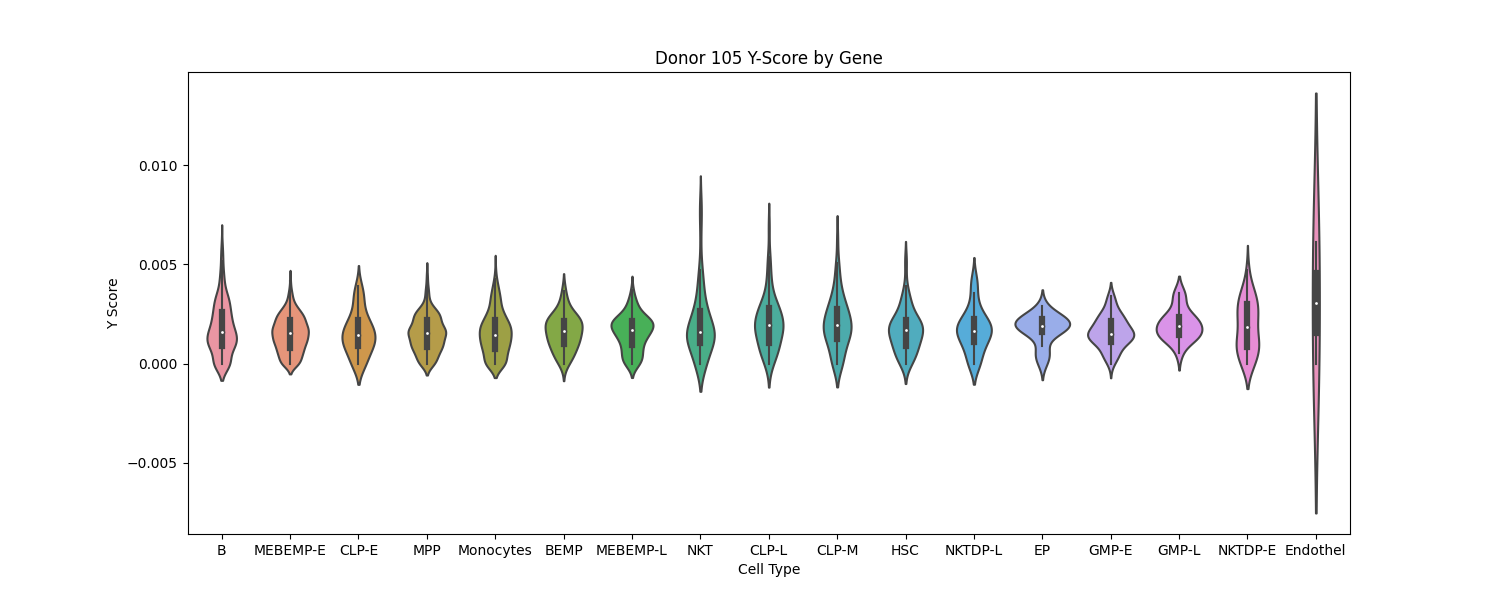 Donor 105 Y-Score by Gene
0.010
0.005
0.000
−0.005
Y Score
B MEBEMP-E CLP-E MPP Monocytes BEMP MEBEMP-L NKT CLP-L CLP-M HSC NKTDP-L EP GMP-E GMP-L NKTDP-E Endothel
Cell Type